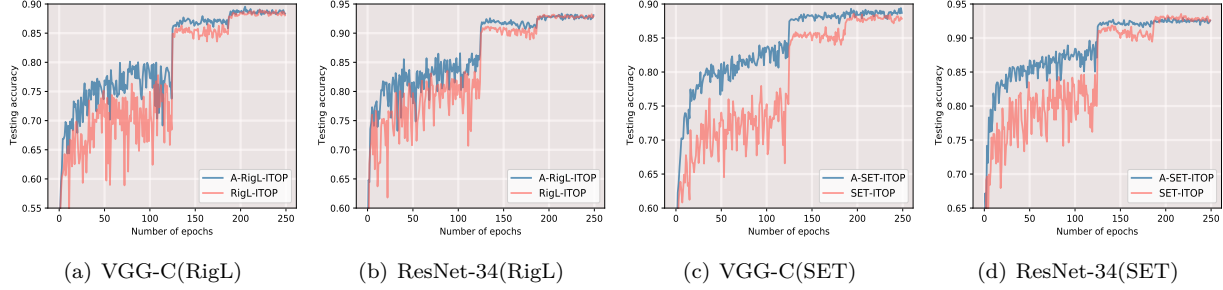 0.90
0.85
0.80
0.75
0.70
0.65
0.60
0.55
Testing accuracy
0 50 100 150 200 250
Number of epochs
A-RigL-ITOP
RigL-ITOP
(a) VGG-C(RigL)
0.95
0.90
0.85
0.80
0.75
0.70
0.65
0.60
Testing accuracy
0 50 100 150 200 250
Number of epochs
A-RigL-ITOP
RigL-ITOP
(b) ResNet-34(RigL)
0.90
0.85
0.80
0.75
0.70
0.65
0.60
Testing accuracy
0 50 100 150 200 250
Number of epochs
A-SET-ITOP
SET-ITOP
(c) VGG-C(SET)
0.95
0.90
0.85
0.80
0.75
0.70
0.65
Testing accuracy
0 50 100 150 200 250
Number of epochs
A-SET-ITOP
SET-ITOP
(d) ResNet-34(SET)